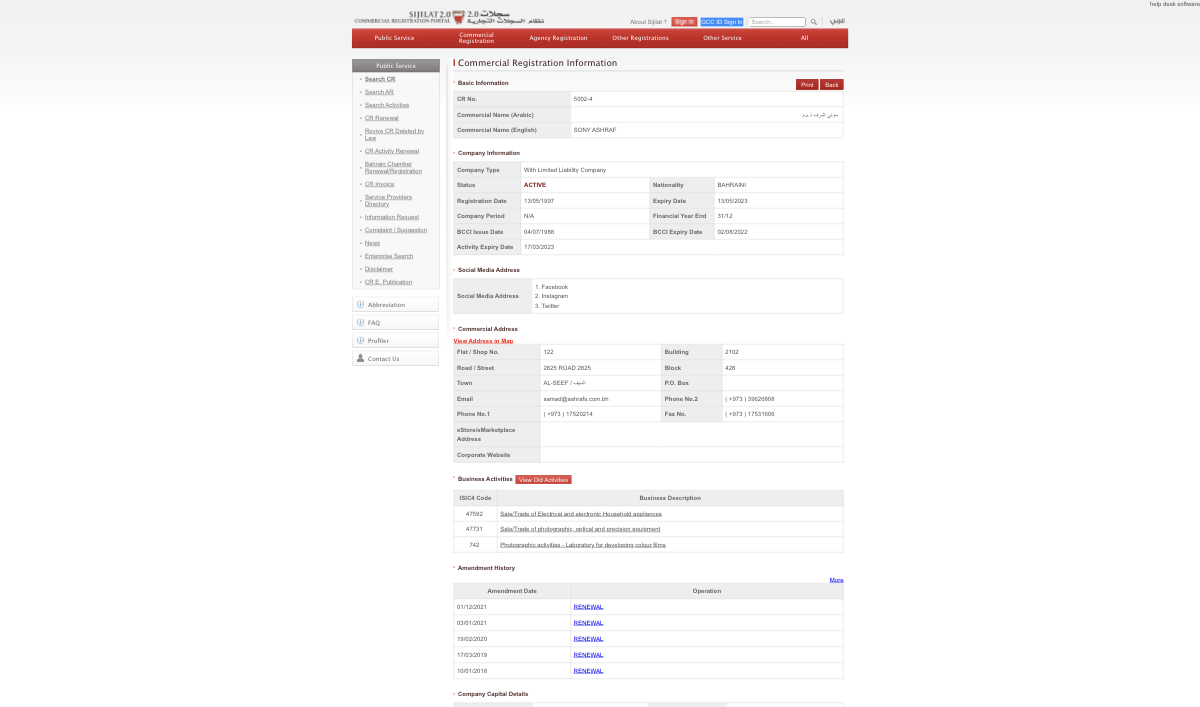 help desk software
SIJILAT 2.0 سجلات 2.0
COMMERCIAL REGISTRATION PORTAL نظام السجلات التجارية
About Sijilat ? Sign In GCC ID Sign In Search.. عربي
Public Service Commercial Registration Agency Registration Other Registrations Other Service All
Public Service
Search CR
Search AR
Search Activities
CR Renewal
Revive CR Deleted by
Law
CR Activity Renewal
Bahrain Chamber
Renewal/Registration
CR Invoice
Service Providers
Directory
Information Request
Complaint / Suggestion
News
Enterprise Search
Disclaimer
CR E. Publication
Abbreviation
FAQ
Profiler
Contact Us
Commercial Registration Information
Basic Information Print Back
CR No. 5002-4
Commercial Name (Arabic) سوني اشرف ذ.م.م
Commercial Name (English) SONY ASHRAF
Company Information
Company Type With Limited Liability Company
Status ACTIVE Nationality BAHRAINI
Registration Date 13/05/1997 Expiry Date 13/05/2023
Company Period N/A Financial Year End 31/12
BCCI Issue Date 04/07/1988 BCCI Expiry Date 02/08/2022
Activity Expiry Date 17/03/2023
Social Media Address
Social Media Address
1. Facebook
2. Instagram
3. Twitter
Commercial Address
View Address in Map
Flat / Shop No. 122 Building 2102
Road / Street 2825 ROAD 2825 Block 428
Town AL-SEEF / السيف P.O. Box
Email samad@ashrafs.com.bh Phone No.2 ( +973 ) 39626808
Phone No.1 ( +973 ) 17520214 Fax No. ( +973 ) 17531606
eStore/eMarketplace
Address
Corporate Website
Business Activities View Old Activities
ISIC4 Code Business Description
47592 Sale/Trade of Electrical and electronic Household appliances
47731 Sale/Trade of photographic, optical and precision equipment
742 Photographic activities - Laboratory for developing colour films
Amendment History
More
Amendment Date Operation
01/12/2021 RENEWAL
03/01/2021 RENEWAL
19/02/2020 RENEWAL
17/03/2019 RENEWAL
10/01/2018 RENEWAL
Company Capital Details